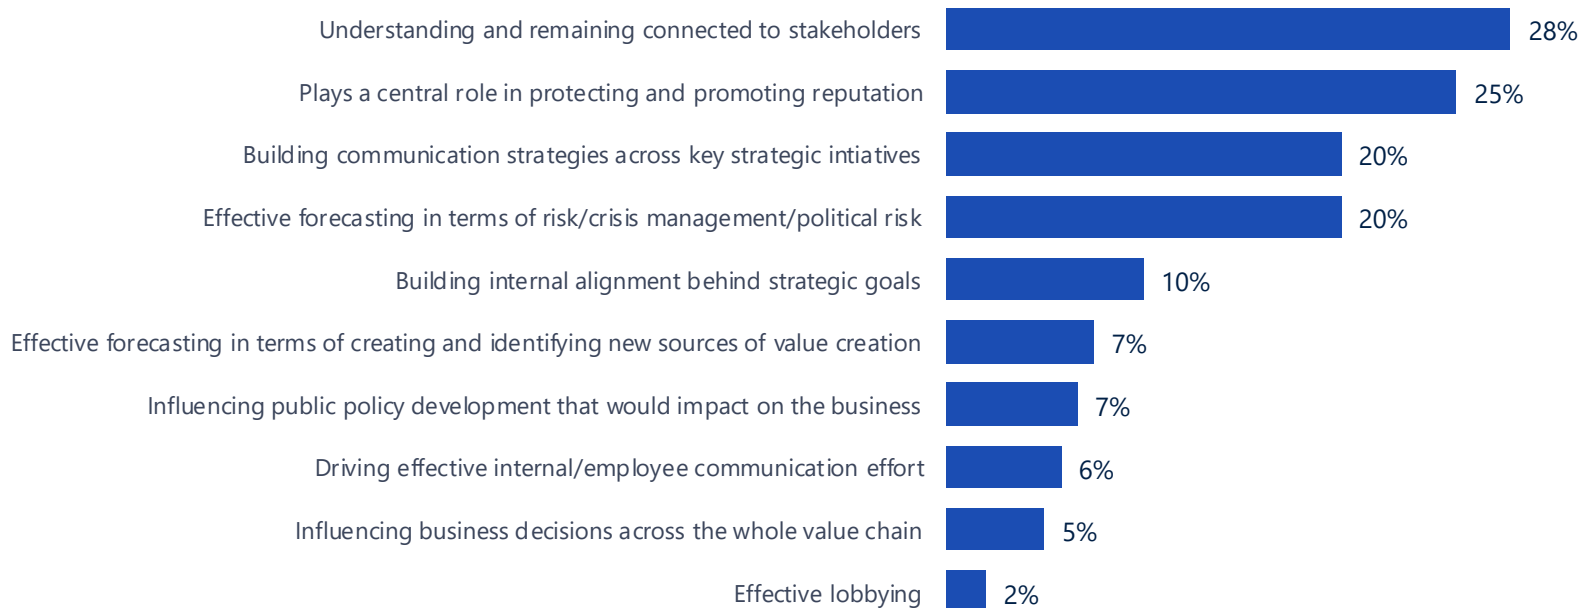 Understanding and remaining connected to stakeholders 28%
Plays a central role in protecting and promoting reputation 25%
Building communication strategies across key strategic intiatives 20%
Effective forecasting in terms of risk/crisis management/political risk 20%
Building internal alignment behind strategic goals 10%
Effective forecasting in terms of creating and identifying new sources of value creation 7%
Influencing public policy development that would impact on the business 7%
Driving effective internal/employee communication effort 6%
Influencing business decisions across the whole value chain 5%
Effective lobbying 2%